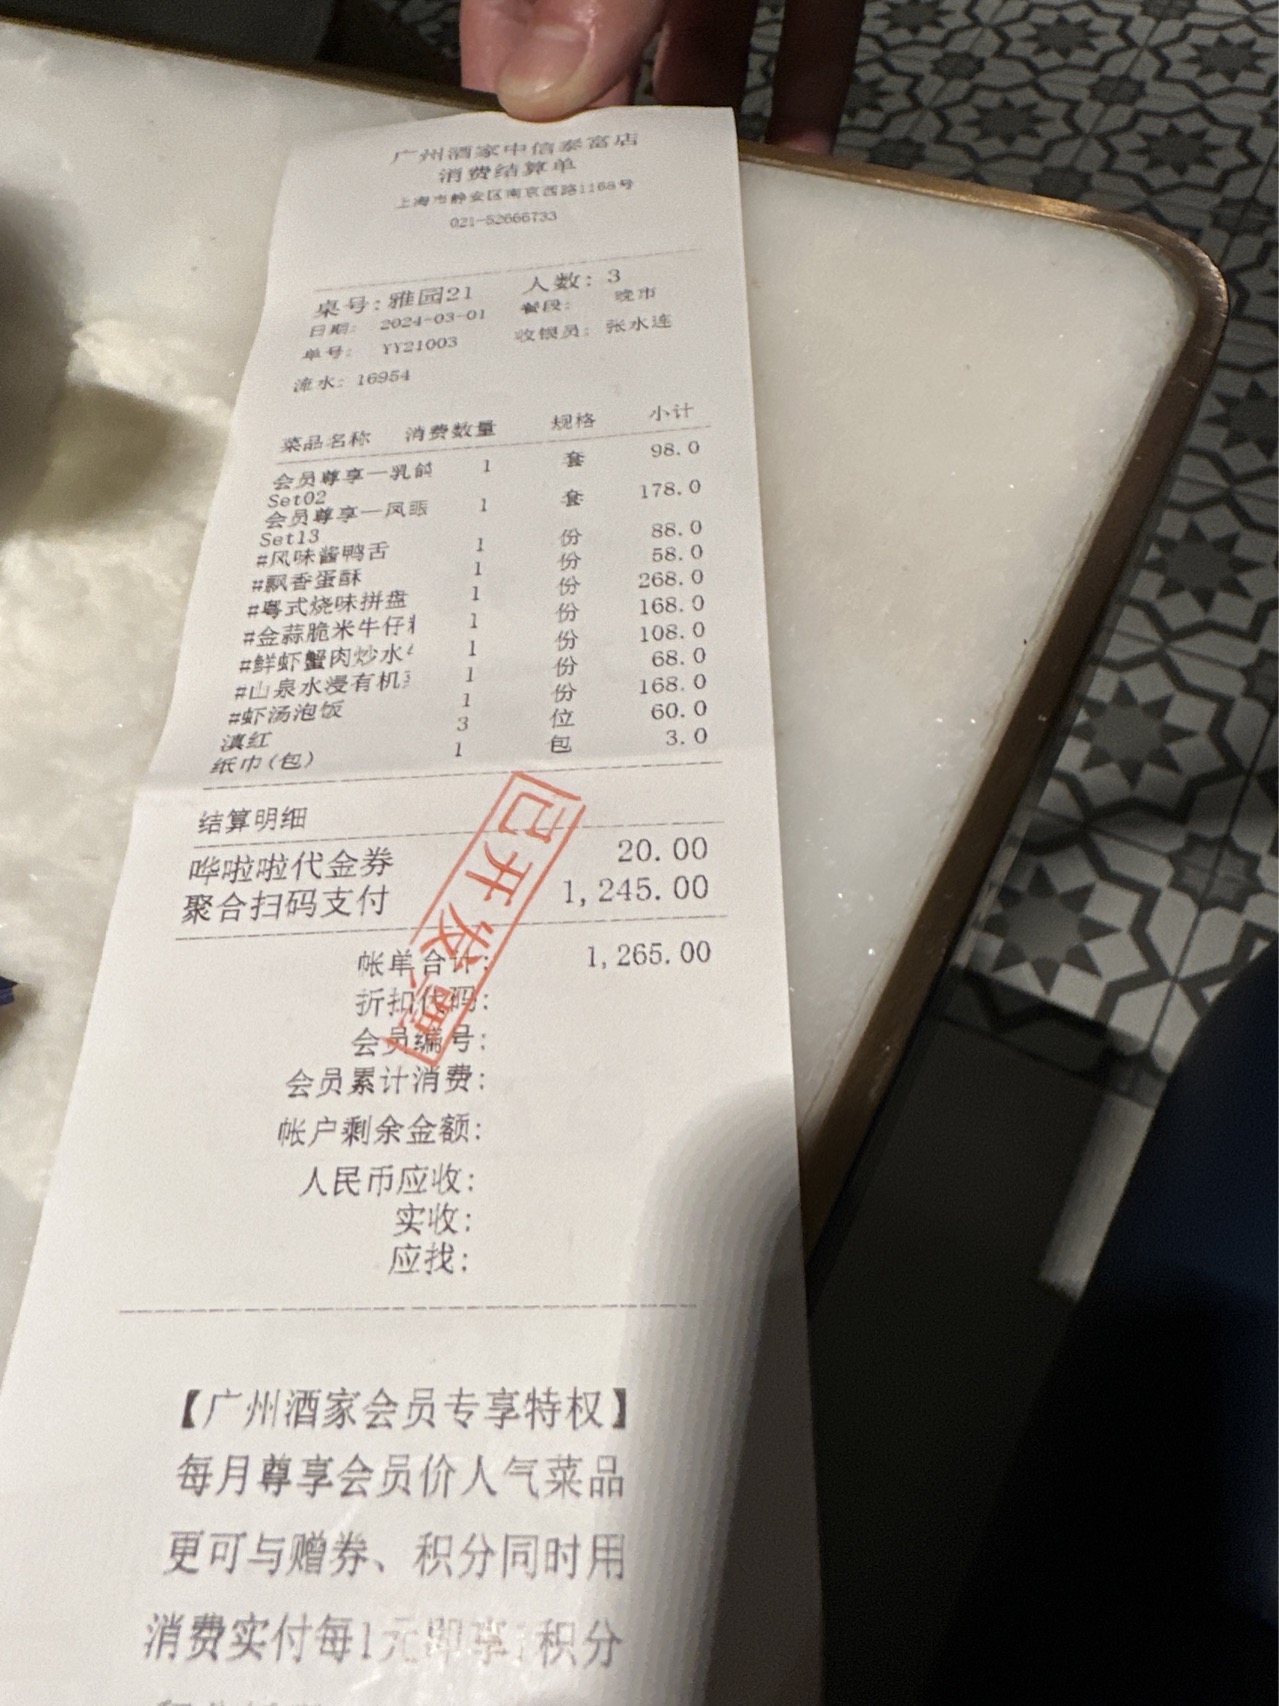 广州酒家中信泰富店
消费结算单
上海市静安区南京西路1168号
021-52666733
桌号:雅园21 人数: 3
日期: 2024-03-01 餐段: 晚市
单号: YY21003 收银员: 张水连
流水: 16954
菜品名称 消费数量 规格 小计
会员尊享一乳鸽 1 套 98.0
Set02
会员尊享一凤眼 1 套 178.0
Set13
#风味酱鸭舌 1 份 88.0
#飘香蛋酥 1 份 58.0
#粤式烧味拼盘 1 份 268.0
#金蒜脆米牛仔粒 1 份 168.0
#鲜虾蟹肉炒水 1 份 108.0
#山泉水浸有机菜 1 份 68.0
#虾汤泡饭 1 份 168.0
滇红 3 位 60.0
纸巾(包) 1 包 3.0
结算明细
哗啦啦代金券 20.00
聚合扫码支付 1,245.00
已开发票
帐单合计: 1,265.00
折扣代码:
会员编号:
会员累计消费:
帐户剩余金额:
人民币应收:
实收:
应找:
【广州酒家会员专享特权】
每月尊享会员价人气菜品
更可与赠券、积分同时用
消费实付每1元即享1积分